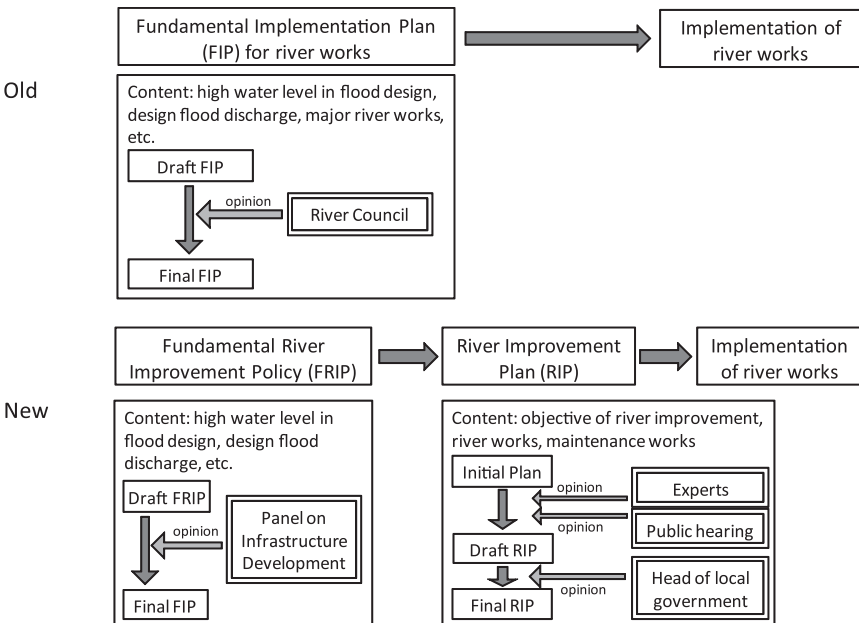 Fundamental Implementation Plan
(FIP) for river works
Implementation of
river works
Old
Content: high water level in flood design,
design flood discharge, major river works,
etc.
Draft FIP
opinion
River Council
Final FIP
Fundamental River
Improvement Policy (FRIP)
River Improvement
Plan (RIP)
Implementation
of river works
New
Content: high water level in
flood design, design flood
discharge, etc.
Draft FRIP
opinion
Panel on
Infrastructure
Development
Final FIP
Content: objective of river improvement,
river works, maintenance works
Initial Plan
opinion
Experts
Public hearing
opinion
Draft RIP
Head of local
government
opinion
Final RIP